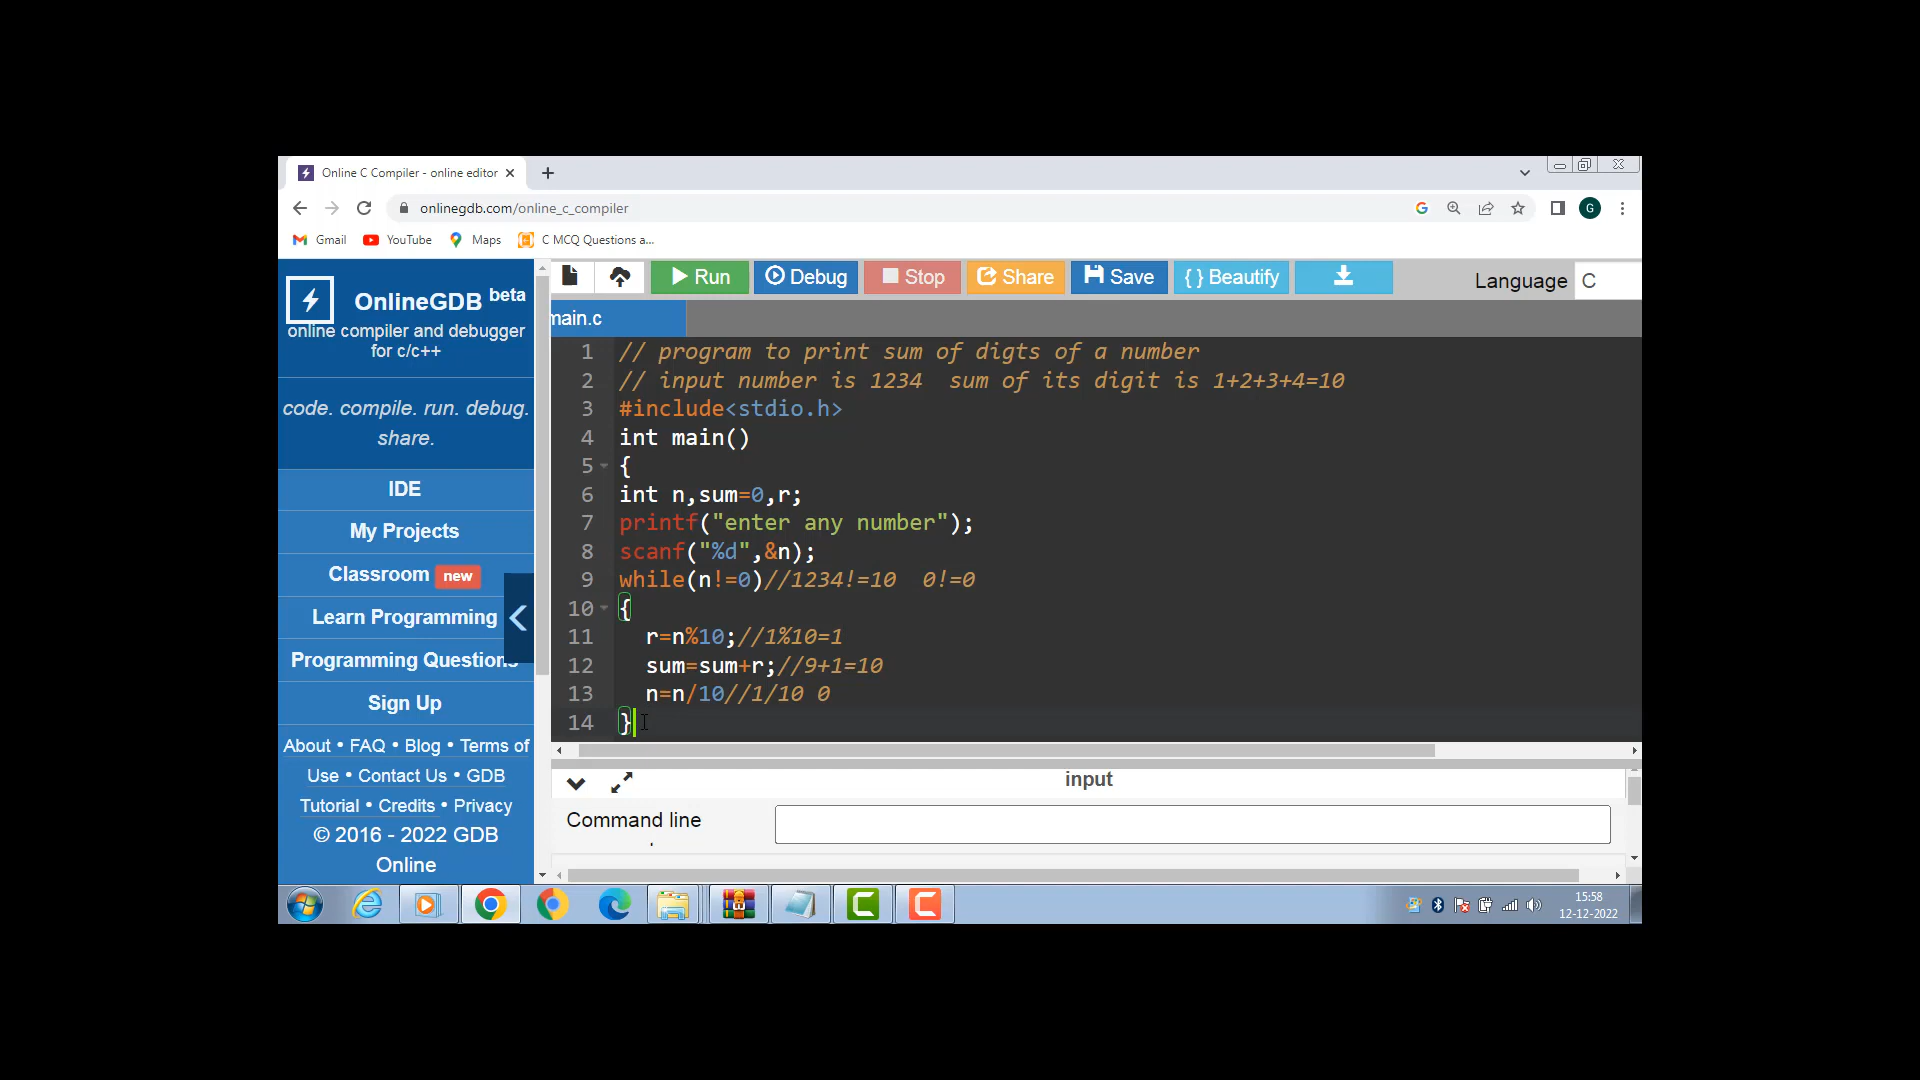 Online C Compiler - online editor
onlinegdb.com/online_c_compiler
G
Gmail YouTube Maps C MCQ Questions a...
OnlineGDB beta
online compiler and debugger
for c/c++
code. compile. run. debug.
share.
IDE
My Projects
Classroom new
Learn Programming
Programming Questions
Sign Up
About • FAQ • Blog • Terms of
Use • Contact Us • GDB
Tutorial • Credits • Privacy
© 2016 - 2022 GDB
Online
Run Debug Stop Share Save { } Beautify
Language C
main.c
1 // program to print sum of digts of a number
2 // input number is 1234  sum of its digit is 1+2+3+4=10
3 #include<stdio.h>
4 int main()
5 {
6 int n,sum=0,r;
7 printf("enter any number");
8 scanf("%d",&n);
9 while(n!=0)//1234!=10  0!=0
10 {
11   r=n%10;//1%10=1
12   sum=sum+r;//9+1=10
13   n=n/10//1/10 0
14 }
input
Command line
15:58
12-12-2022